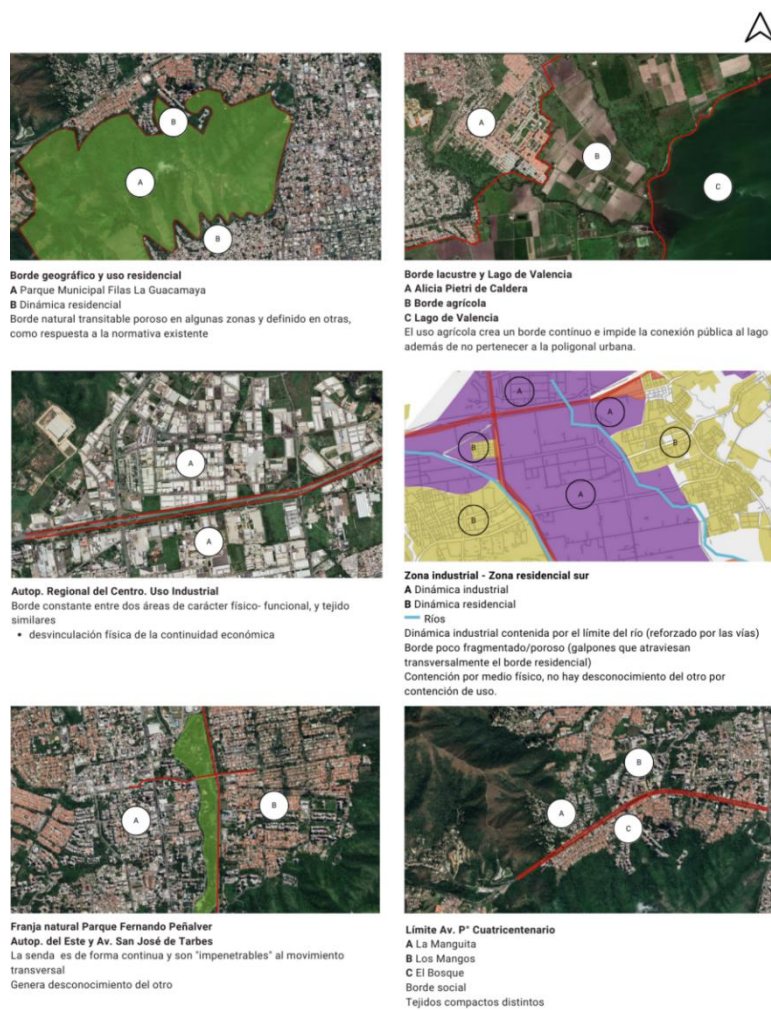 B
A
B
Borde geográfico y uso residencial
A Parque Municipal Filas La Guacamaya
B Dinámica residencial
Borde natural transitable poroso en algunas zonas y definido en otras,
como respuesta a la normativa existente
A
B
C
Borde lacustre y Lago de Valencia
A Alicia Pietri de Caldera
B Borde agrícola
C Lago de Valencia
El uso agrícola crea un borde contínuo e impide la conexión pública al lago
además de no pertenecer a la poligonal urbana.
A
A
Autop. Regional del Centro. Uso Industrial
Borde constante entre dos áreas de carácter físico- funcional, y tejido
similares
• desvinculación física de la continuidad económica
A
A
B
B
A
B
Zona industrial - Zona residencial sur
A Dinámica industrial
B Dinámica residencial
Ríos
Dinámica industrial contenida por el límite del río (reforzado por las vías)
Borde poco fragmentado/poroso (galpones que atraviesan
transversalmente el borde residencial)
Contención por medio físico, no hay desconocimiento del otro por
contención de uso.
A
B
Franja natural Parque Fernando Peñalver
Autop. del Este y Av. San José de Tarbes
La senda es de forma continua y son "impenetrables" al movimiento
transversal
Genera desconocimiento del otro
B
A
C
Límite Av. P° Cuatricentenario
A La Manguita
B Los Mangos
C El Bosque
Borde social
Tejidos compactos distintos